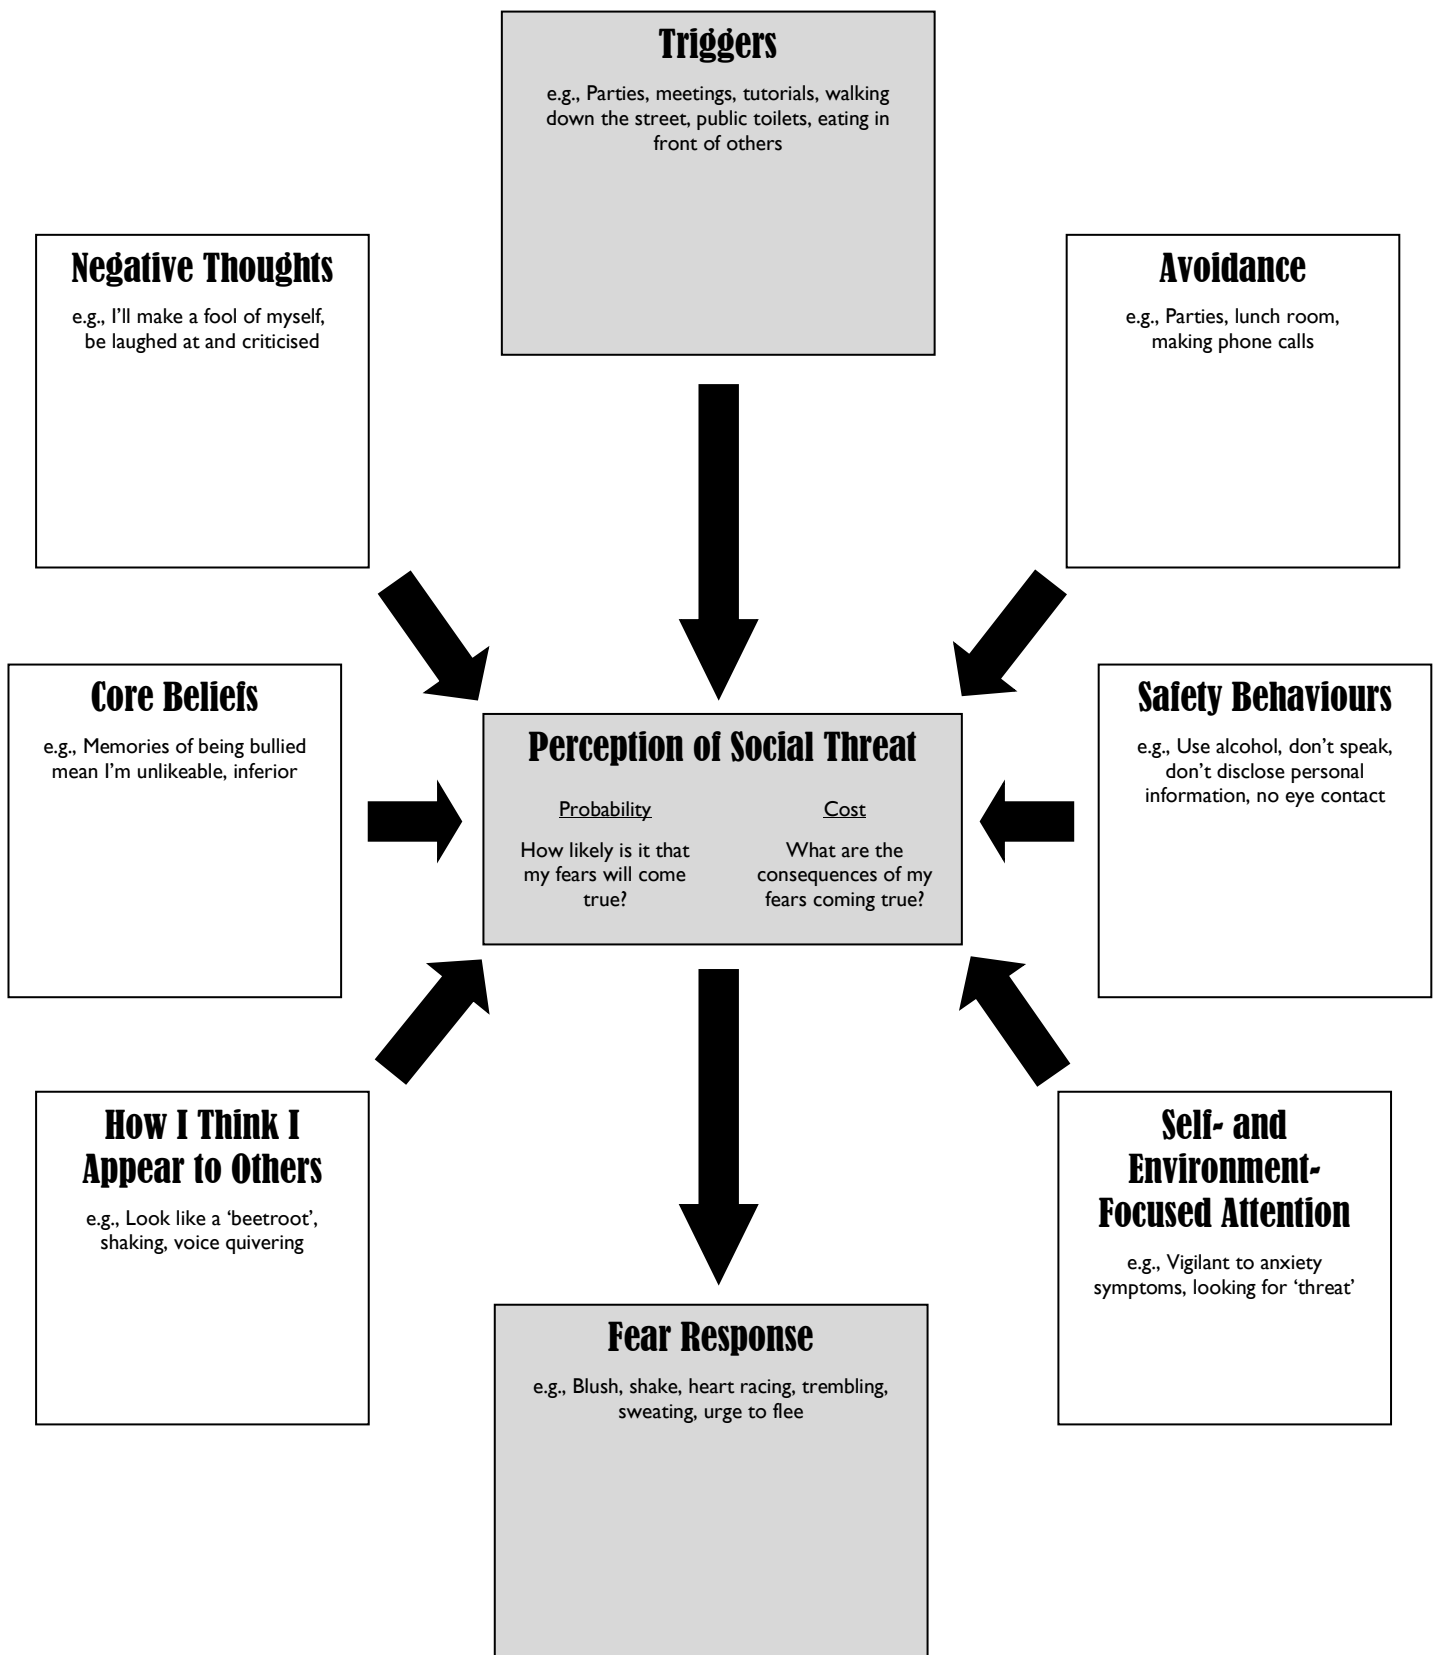 Triggers
e.g., Parties, meetings, tutorials, walking
down the street, public toilets, eating in
front of others
Negative Thoughts
e.g., I’ll make a fool of myself,
be laughed at and criticised
Avoidance
e.g., Parties, lunch room,
making phone calls
Core Beliefs
e.g., Memories of being bullied
mean I’m unlikeable, inferior
Perception of Social Threat
Probability
How likely is it that
my fears will come
true?
Cost
What are the
consequences of my
fears coming true?
Safety Behaviours
e.g., Use alcohol, don’t speak,
don’t disclose personal
information, no eye contact
How I Think I
Appear to Others
e.g., Look like a ‘beetroot’,
shaking, voice quivering
Self- and
Environment-
Focused Attention
e.g., Vigilant to anxiety
symptoms, looking for ‘threat’
Fear Response
e.g., Blush, shake, heart racing, trembling,
sweating, urge to flee